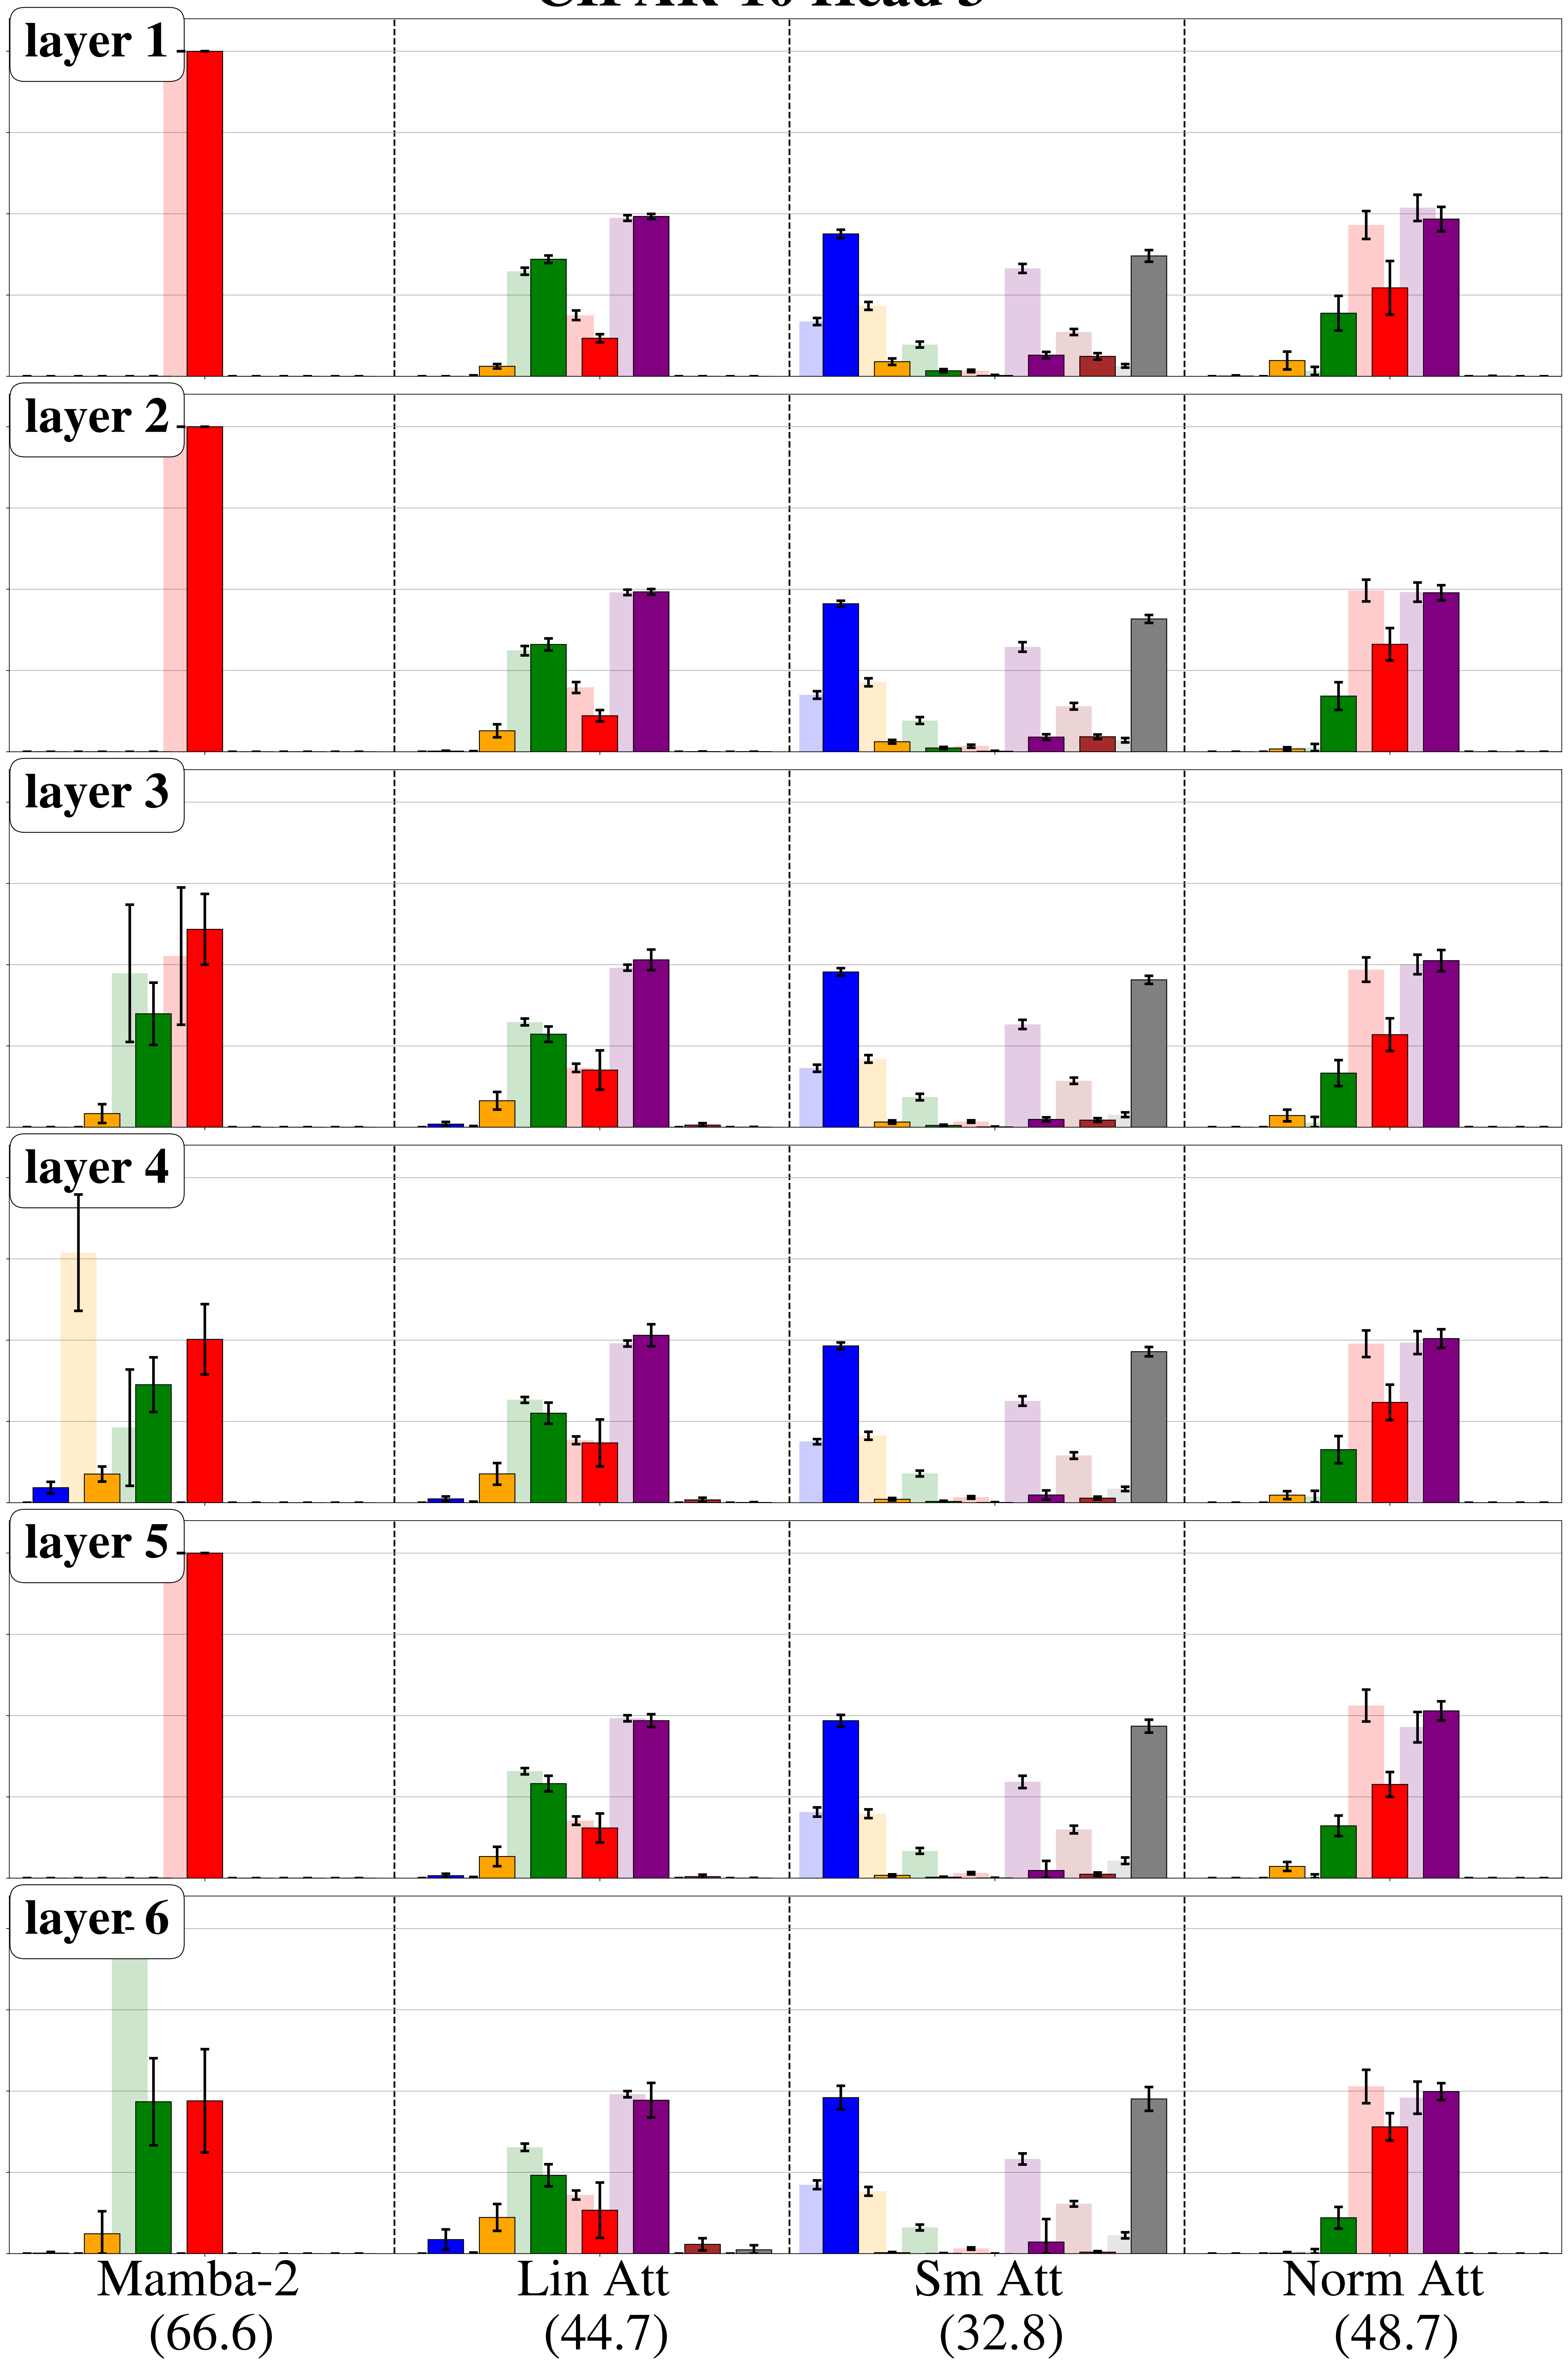 layer 1
layer 2
layer 3
layer 4
layer 5
layer 6
Mamba-2
(66.6)
Lin Att
(44.7)
Sm Att
(32.8)
Norm Att
(48.7)